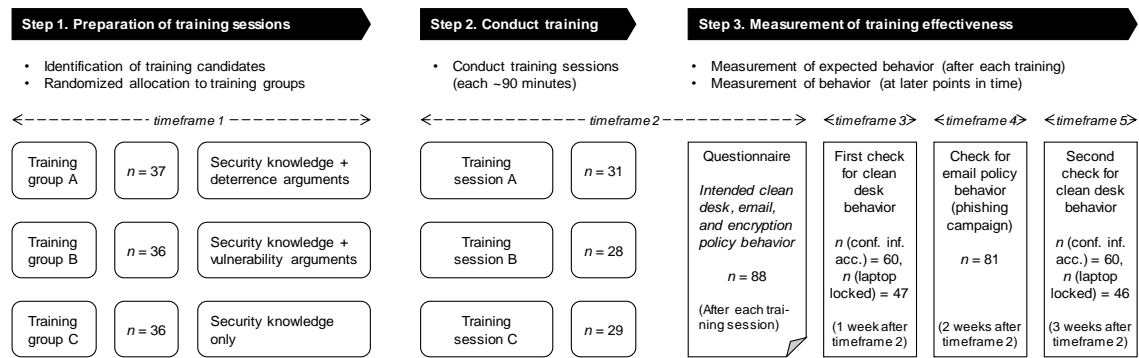 Step 1. Preparation of training sessions
Step 2. Conduct training
Step 3. Measurement of training effectiveness
• Identification of training candidates
• Randomized allocation to training groups
• Conduct training sessions
(each ~90 minutes)
• Measurement of expected behavior (after each training)
• Measurement of behavior (at later points in time)
timeframe 1
timeframe 2
timeframe 3
timeframe 4
timeframe 5
Training
group A
n = 37
Security knowledge +
deterrence arguments
Training
group B
n = 36
Security knowledge +
vulnerability arguments
Training
group C
n = 36
Security knowledge
only
Training
session A
n = 31
Training
session B
n = 28
Training
session C
n = 29
Questionnaire
Intended clean
desk, email,
and encryption
policy behavior
n = 88
(After each trai-
ning session)
First check
for clean
desk
behavior
n (conf. inf.
acc.) = 60,
n (laptop
locked) = 47
(1 week after
timeframe 2)
Check for
email policy
behavior
(phishing
campaign)
n = 81
(2 weeks after
timeframe 2)
Second
check for
clean desk
behavior
n (conf. inf.
acc.) = 60,
n (laptop
locked) = 46
(3 weeks after
timeframe 2)